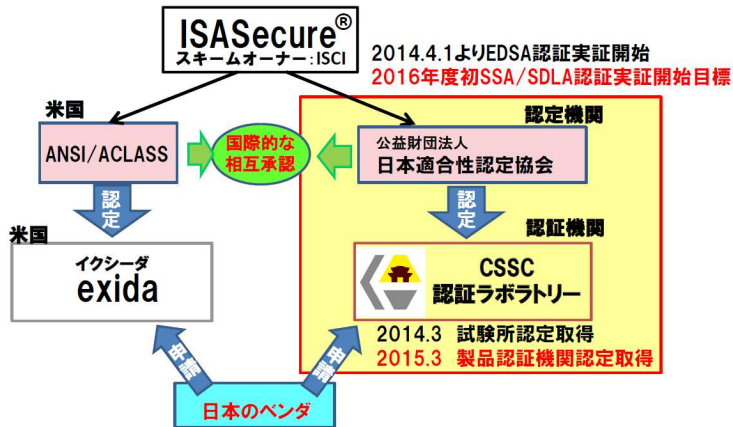 ISASecure®
スキームオーナー:ISCI
2014.4.1よりEDSA認証実証開始
2016年度初SSA/SDLA認証実証開始目標
米国
認定機関
ANSI/ACLASS
国際的な
相互承認
公益財団法人
日本適合性認定協会
認定
認定
米国
認証機関
イクシーダ
exida
CSSC
認証ラボラトリー
2014.3 試験所認定取得
2015.3 製品認証機関認定取得
申請
申請
日本のベンダ